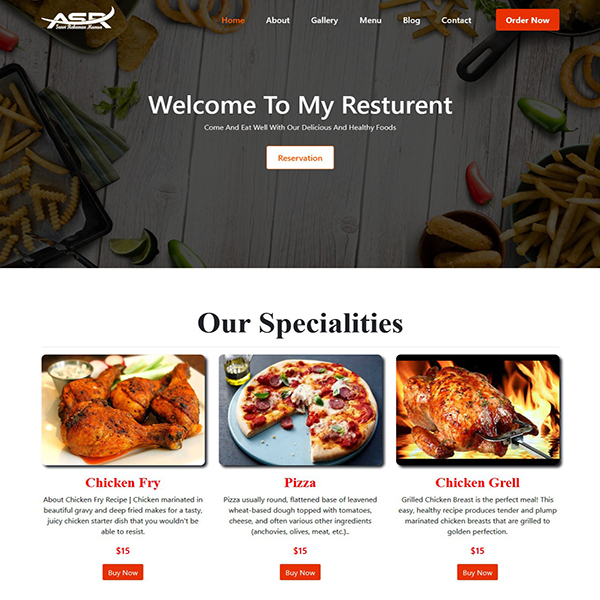 ASR
Home About Gallery Menu Blog Contact Order Now
Welcome To My Resturent
Come And Eat Well With Our Delicious And Healthy Foods
Reservation
Our Specialities
Chicken Fry
About Chicken Fry Recipe | Chicken marinated in
beautiful gravy and deep fried makes for a tasty,
juicy chicken starter dish that you wouldn't be
able to resist.
$15
Buy Now
Pizza
Pizza usually round, flattened base of leavened
wheat-based dough topped with tomatoes,
cheese, and often various other ingredients
(anchovies, olives, meat, etc.)..
$15
Buy Now
Chicken Grell
Grilled Chicken Breast is the perfect meal! This
easy, healthy recipe produces tender and plump
marinated chicken breasts that are grilled to
golden perfection.
$15
Buy Now